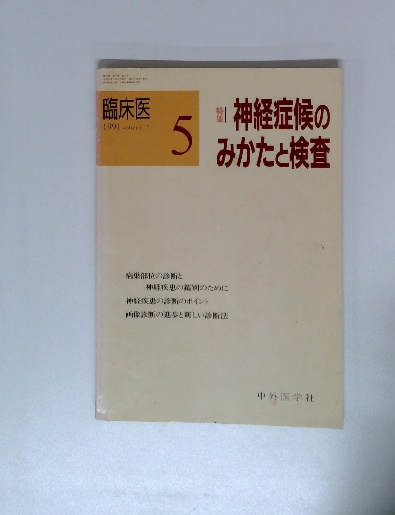 臨床医
1991
5
特集
神経症候の
みかたと検査
病巣部位の診断と
神経疾患の鑑別のために
神経疾患の診断のポイント
画像診断の進歩と新しい診断法
中外医学社